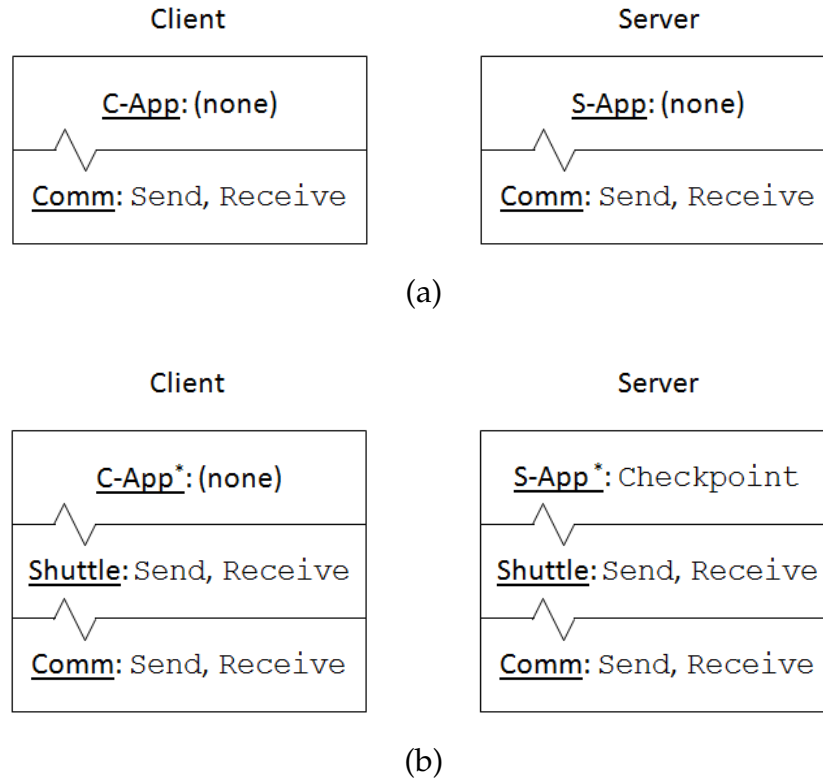 Client Server
C-App: (none) S-App: (none)
Comm: Send, Receive Comm: Send, Receive
(a)
Client Server
C-App*: (none) S-App*: Checkpoint
Shuttle: Send, Receive Shuttle: Send, Receive
Comm: Send, Receive Comm: Send, Receive
(b)